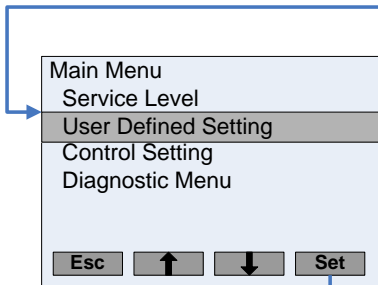 Main Menu
Service Level
User Defined Setting
Control Setting
Diagnostic Menu
Esc ↑ ↓ Set